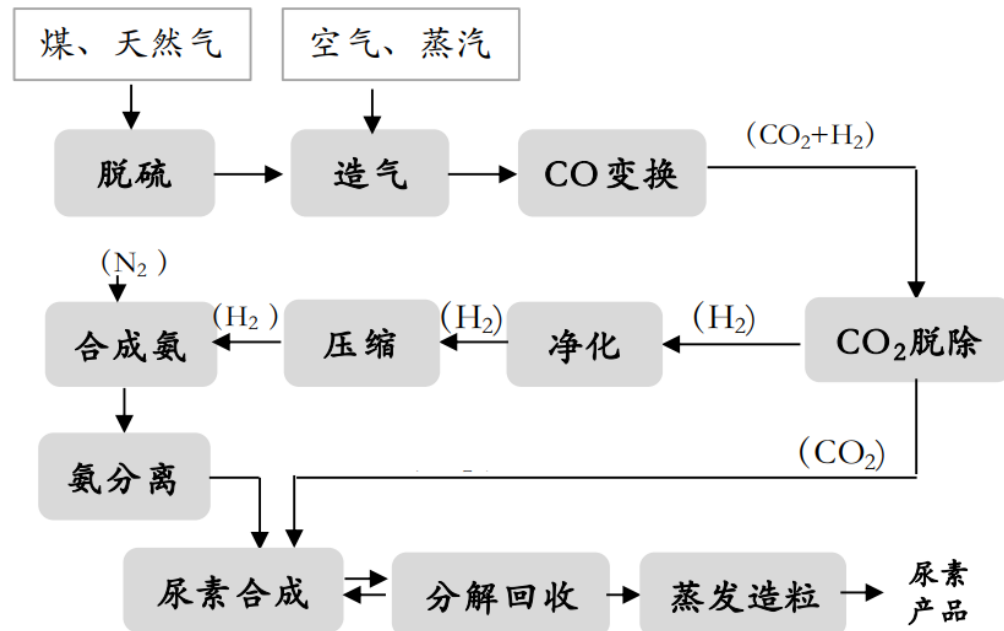 煤、天然气
空气、蒸汽
脱硫
造气
CO变换
(CO₂+H₂)
(N₂)
合成氨
(H₂)
压缩
(H₂)
净化
(H₂)
CO₂脱除
氨分离
(CO₂)
尿素合成
分解回收
蒸发造粒
尿素
产品